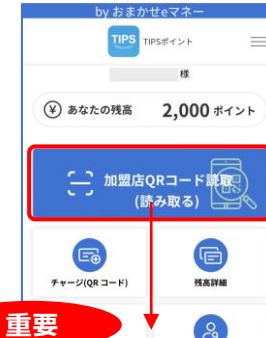 by おまかせeマネー
TIPS TIPSポイント
様
¥ あなたの残高 2,000 ポイント
加盟店QRコード読取
(読み取る)
チャージ(QR コード)
残高詳細
重要